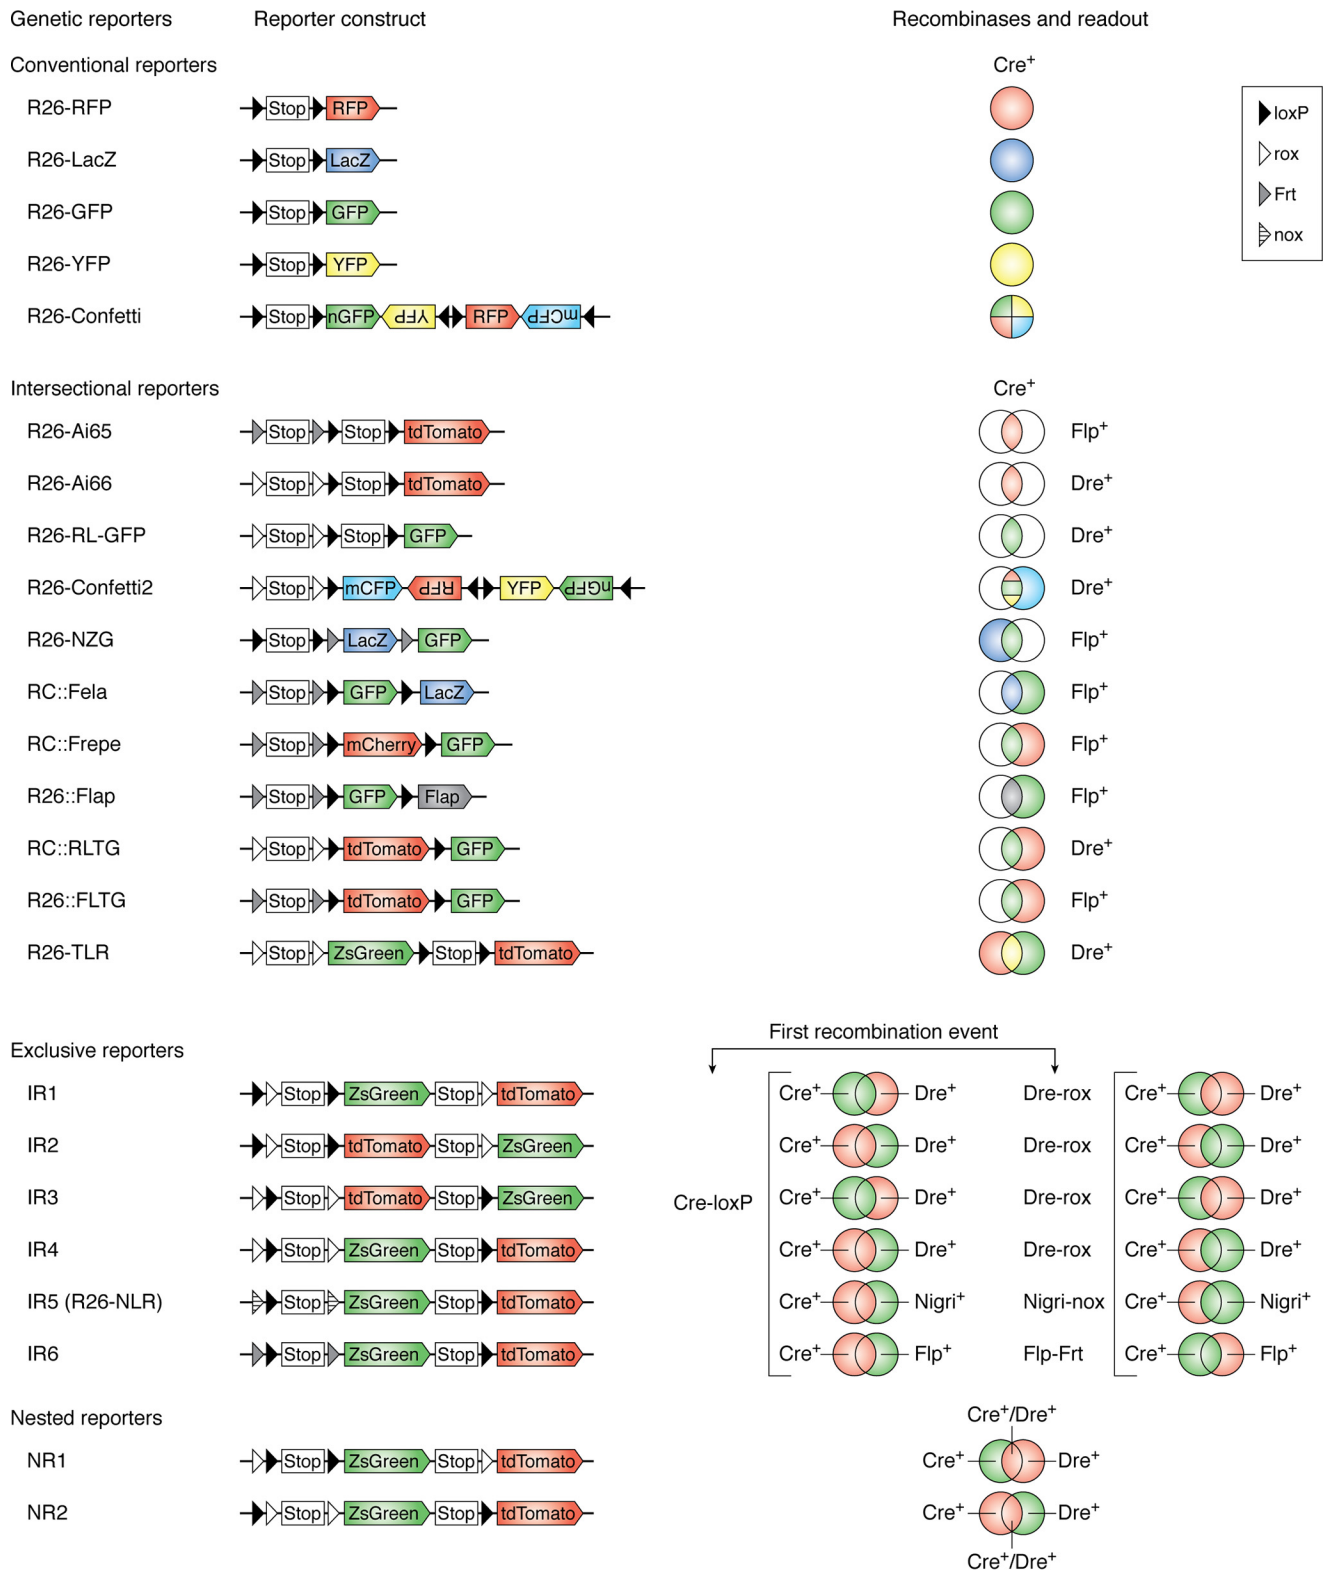 Genetic reporters Reporter construct Recombinases and readout
Conventional reporters Cre+
R26-RFP Stop RFP
loxP
R26-LacZ Stop LacZ
rox
R26-GFP Stop GFP
Frt
R26-YFP Stop YFP
nox
R26-Confetti Stop nGFP YFP RFP mCFP
Intersectional reporters Cre+
R26-Ai65 Stop Stop tdTomato Flp+
R26-Ai66 Stop Stop tdTomato Dre+
R26-RL-GFP Stop Stop GFP Dre+
R26-Confetti2 Stop mCFP RFP YFP nGFP Dre+
R26-NZG Stop LacZ GFP Flp+
RC::Fela Stop GFP LacZ Flp+
RC::Frepe Stop mCherry GFP Flp+
R26::Flap Stop GFP Flap Flp+
RC::RLTG Stop tdTomato GFP Dre+
R26::FLTG Stop tdTomato GFP Flp+
R26-TLR Stop ZsGreen Stop tdTomato Dre+
First recombination event
Exclusive reporters
IR1 Stop ZsGreen Stop tdTomato Cre+ Dre+ Dre-rox Cre+ Dre+
IR2 Stop tdTomato Stop ZsGreen Cre+ Dre+ Dre-rox Cre+ Dre+
IR3 Stop tdTomato Stop ZsGreen Cre+ Dre+ Dre-rox Cre+ Dre+
Cre-loxP
IR4 Stop ZsGreen Stop tdTomato Cre+ Dre+ Dre-rox Cre+ Dre+
IR5 (R26-NLR) Stop ZsGreen Stop tdTomato Cre+ Nigri+ Nigri-nox Cre+ Nigri+
IR6 Stop ZsGreen Stop tdTomato Cre+ Flp+ Flp-Frt Cre+ Flp+
Nested reporters Cre+/Dre+
NR1 Stop ZsGreen Stop tdTomato Cre+ Dre+
NR2 Stop ZsGreen Stop tdTomato Cre+ Dre+
Cre+/Dre+